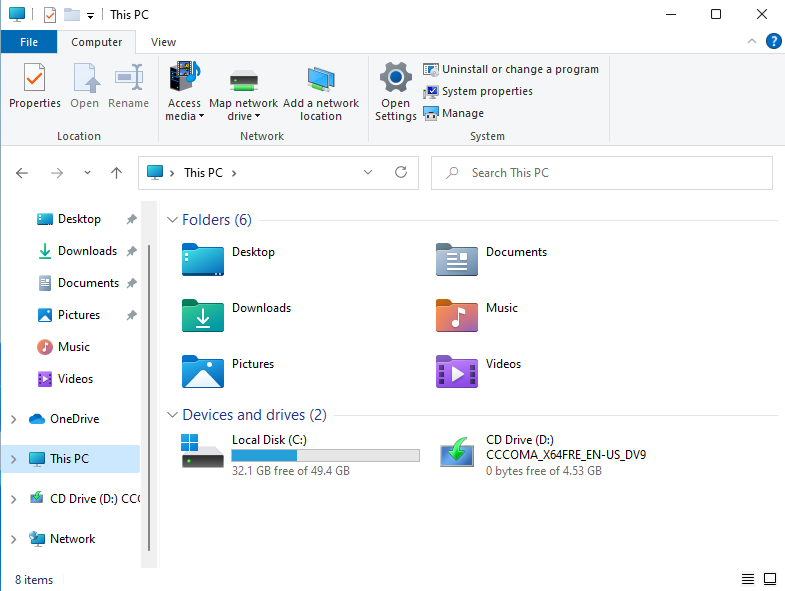 This PC
File
Computer
View
Properties
Open
Rename
Access media
Map network drive
Add a network location
Open Settings
Uninstall or change a program
System properties
Manage
Location
Network
System
This PC
Search This PC
Desktop
Downloads
Documents
Pictures
Music
Videos
OneDrive
This PC
CD Drive (D:) CCC
Network
Folders (6)
Desktop
Documents
Downloads
Music
Pictures
Videos
Devices and drives (2)
Local Disk (C:)
32.1 GB free of 49.4 GB
CD Drive (D:)
CCCOMA_X64FRE_EN-US_DV9
0 bytes free of 4.53 GB
8 items